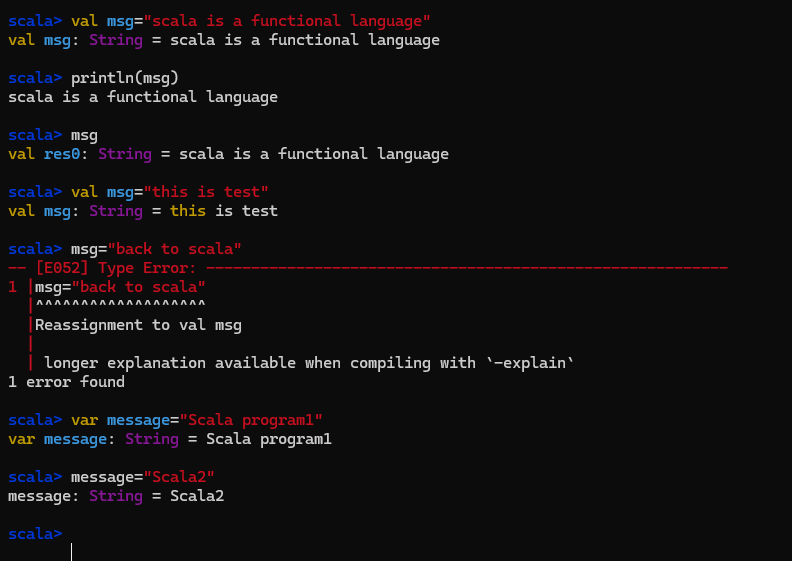 scala> val msg="scala is a functional language"
val msg: String = scala is a functional language
scala> println(msg)
scala is a functional language
scala> msg
val res0: String = scala is a functional language
scala> val msg="this is test"
val msg: String = this is test
scala> msg="back to scala"
-- [E052] Type Error: ----------------------------------------------------------
1 |msg="back to scala"
  |^^^^^^^^^^^^^^^^^^^
  |Reassignment to val msg
  |
  | longer explanation available when compiling with `-explain`
1 error found
scala> var message="Scala program1"
var message: String = Scala program1
scala> message="Scala2"
message: String = Scala2
scala>